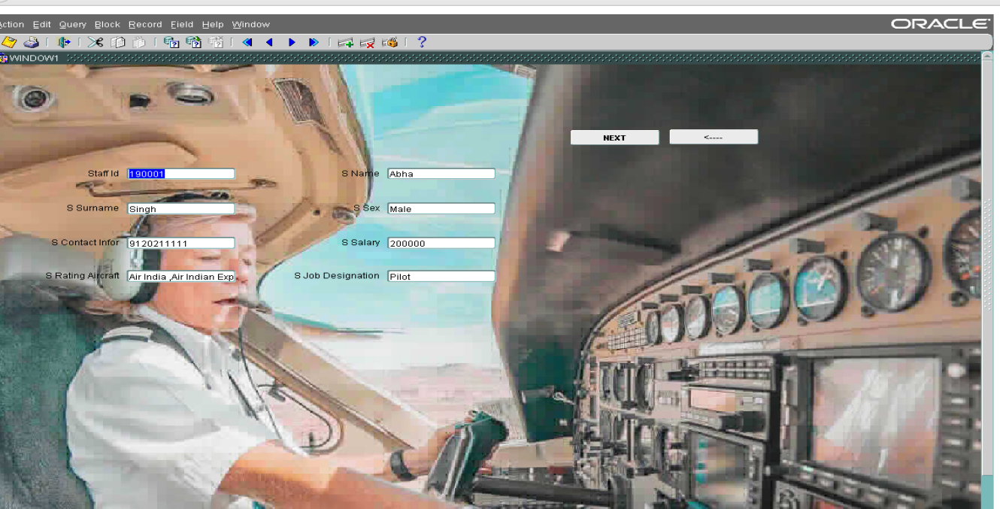 Action Edit Query Block Record Field Help Window ORACLE
WINDOW1
NEXT <----
Staff Id 190001 S Name Abha
S Surname Singh S Sex Male
S Contact Infor 9120211111 S Salary 200000
S Rating Aircraft Air India ,Air Indian Exp S Job Designation Pilot